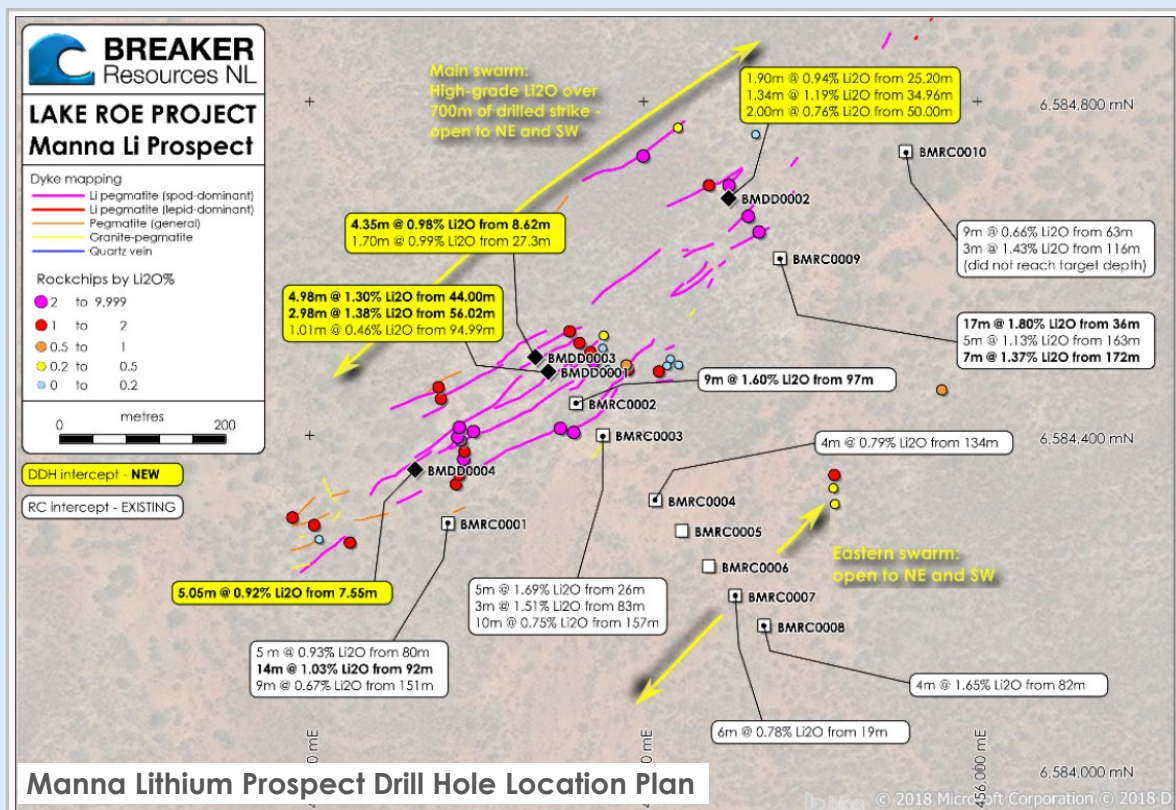 BREAKER
Resources NL
LAKE ROE PROJECT
Manna Li Prospect
Dyke mapping
Li pegmatite (spod-dominant)
Li pegmatite (lepid-dominant)
Pegmatite (general)
Granite-pegmatite
Quartz vein
Rockchips by Li2O%
2 to 9,999
1 to 2
0.5 to 1
0.2 to 0.5
0 to 0.2
metres
0 200
DDH intercept - NEW
RC intercept - EXISTING
Main swarm:
High-grade Li2O over
700m of drilled strike -
open to NE and SW
1.90m @ 0.94% Li2O from 25.20m
1.34m @ 1.19% Li2O from 34.96m
2.00m @ 0.76% Li2O from 50.00m
6,584,800 mN
BMRC0010
BMDD0002
4.35m @ 0.98% Li2O from 8.62m
1.70m @ 0.99% Li2O from 27.3m
9m @ 0.66% Li2O from 63m
3m @ 1.43% Li2O from 116m
(did not reach target depth)
BMRC0009
4.98m @ 1.30% Li2O from 44.00m
2.98m @ 1.38% Li2O from 56.02m
1.01m @ 0.46% Li2O from 94.99m
17m @ 1.80% Li2O from 36m
5m @ 1.13% Li2O from 163m
7m @ 1.37% Li2O from 172m
BMDD0003
BMDD0001
9m @ 1.60% Li2O from 97m
BMRC0002
BMRC0003
4m @ 0.79% Li2O from 134m
6,584,400 mN
BMDD0004
BMRC0004
BMRC0001
BMRC0005
Eastern swarm:
open to NE and SW
BMRC0006
5.05m @ 0.92% Li2O from 7.55m
5m @ 1.69% Li2O from 26m
3m @ 1.51% Li2O from 83m
10m @ 0.75% Li2O from 157m
BMRC0007
BMRC0008
5 m @ 0.93% Li2O from 80m
14m @ 1.03% Li2O from 92m
9m @ 0.67% Li2O from 151m
4m @ 1.65% Li2O from 82m
6m @ 0.78% Li2O from 19m
mE
mE
456,000 mE
6,584,000 mN
Manna Lithium Prospect Drill Hole Location Plan
© 2018 Microsoft Corporation © 2018 D